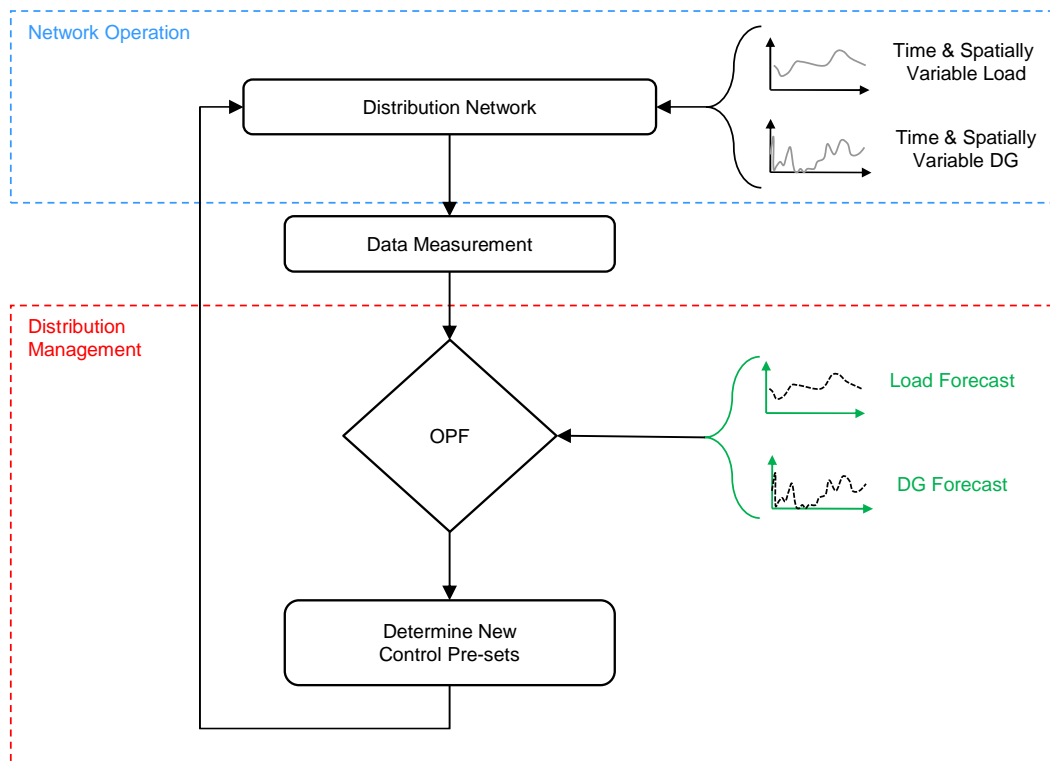 Network Operation
Time & Spatially
Variable Load
Distribution Network
Time & Spatially
Variable DG
Data Measurement
Distribution
Management
Load Forecast
OPF
DG Forecast
Determine New
Control Pre-sets